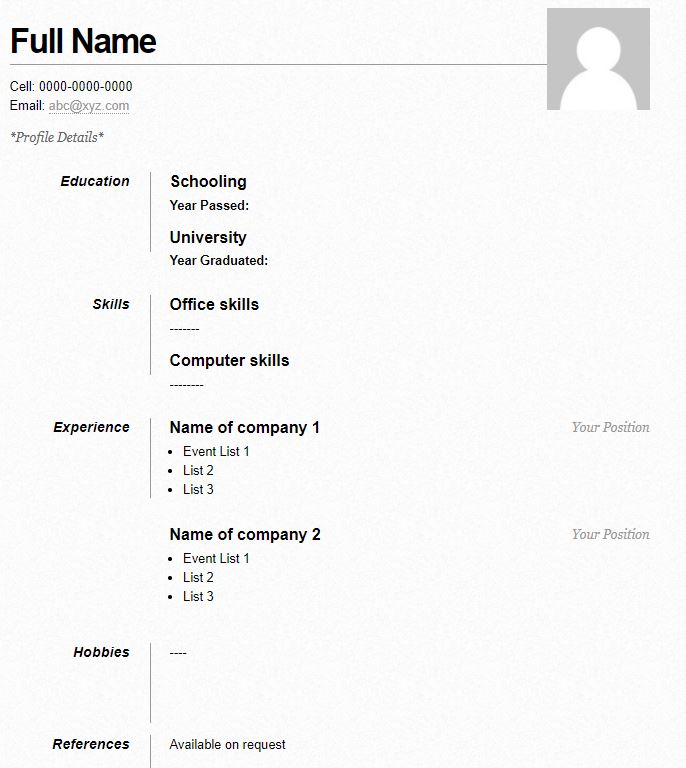 Full Name
Cell: 0000-0000-0000
Email: abc@xyz.com
*Profile Details*
Education
Schooling
Year Passed:
University
Year Graduated:
Skills
Office skills
-------
Computer skills
--------
Experience
Name of company 1
Your Position
• Event List 1
• List 2
• List 3
Name of company 2
Your Position
• Event List 1
• List 2
• List 3
Hobbies
----
References
Available on request